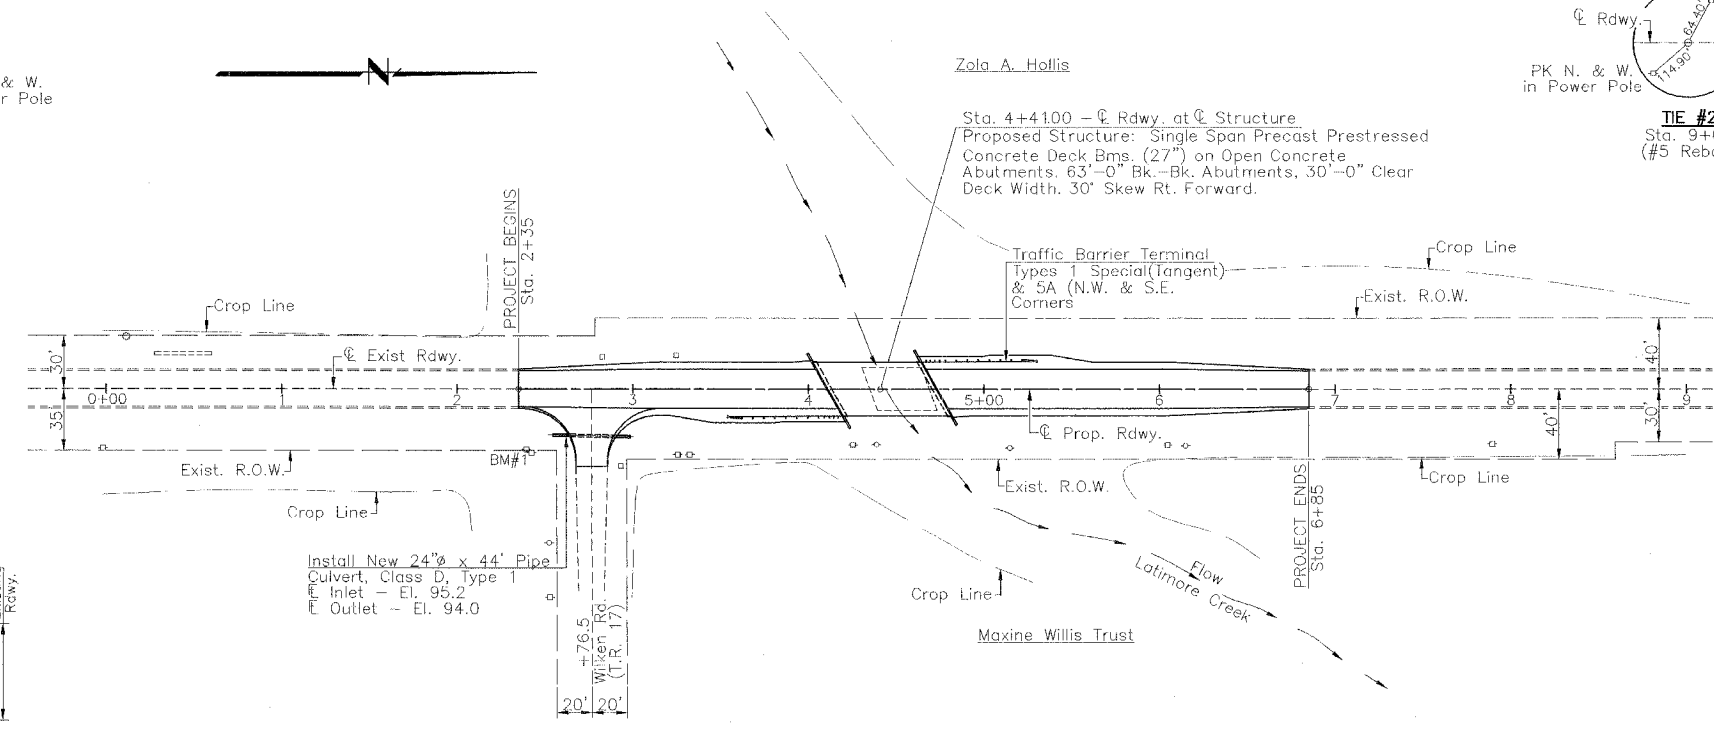 & W.
r Pole
N
Zola A. Hollis
Sta. 4+41.00 – ℄ Rdwy. at ℄ Structure
Proposed Structure: Single Span Precast Prestressed
Concrete Deck Bms. (27") on Open Concrete
Abutments. 63'–0" Bk.–Bk. Abutments, 30'–0" Clear
Deck Width. 30° Skew Rt. Forward.
℄ Rdwy.
64.40'
114.90'
PK N. & W.
in Power Pole
TIE #2
Sta. 9+
(#5 Reba
PROJECT BEGINS
Sta. 2+35
Traffic Barrier Terminal
Types 1 Special(Tangent)
& 5A (N.W. & S.E.
Corners
Crop Line
Exist. R.O.W.
Crop Line
℄ Exist Rdwy.
30'
35'
0+00
1
2
3
4
5+00
6
7
8
9
40'
30'
40'
℄ Prop. Rdwy.
BM#1
Exist. R.O.W.
Crop Line
Exist. R.O.W.
Crop Line
PROJECT ENDS
Sta. 6+85
Install New 24"ø x 44' Pipe
Culvert, Class D, Type 1
Inlet – El. 95.2
Outlet – El. 94.0
Crop Line
Flow
Latimore Creek
Maxine Willis Trust
+76.5
Wilken Rd.
(T.R. 17)
20'
20'
Rdwy.